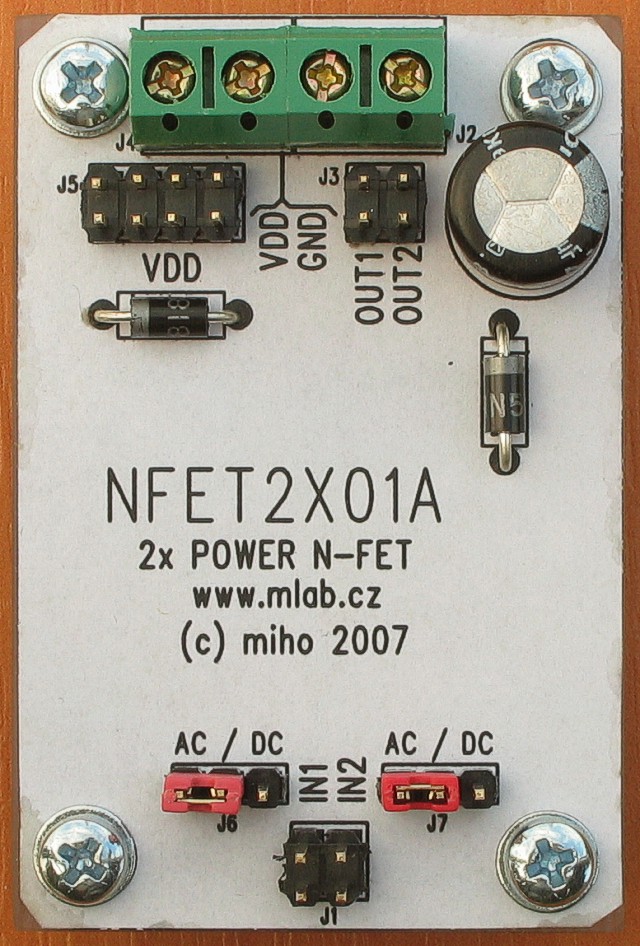 J4
J2
J5
J3
VDD
VDD
GND
OUT1
OUT2
818
N5
NFET2X01A
2x POWER N-FET
www.mlab.cz
(c) miho 2007
AC / DC
IN1
IN2
AC / DC
J6
J7
J1